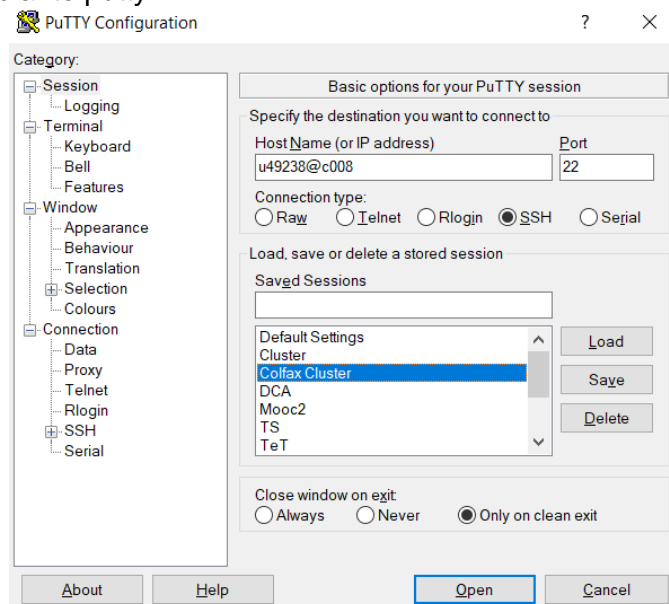 PuTTY Configuration ? ×
Category:
Session
Logging
Terminal
Keyboard
Bell
Features
Window
Appearance
Behaviour
Translation
Selection
Colours
Connection
Data
Proxy
Telnet
Rlogin
SSH
Serial
Basic options for your PuTTY session
Specify the destination you want to connect to
Host Name (or IP address) Port
u49238@c008 22
Connection type:
Raw Telnet Rlogin SSH Serial
Load, save or delete a stored session
Saved Sessions
Default Settings
Cluster
Colfax Cluster
DCA
Mooc2
TS
TeT
Load
Save
Delete
Close window on exit:
Always Never Only on clean exit
About Help Open Cancel